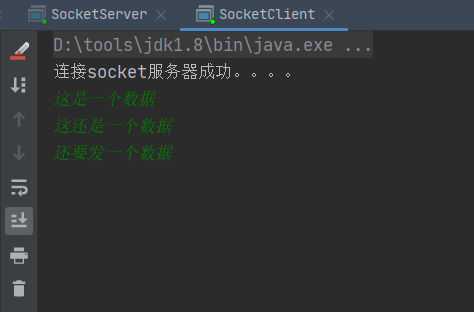 SocketServer SocketClient
D:\tools\jdk1.8\bin\java.exe ...
连接socket服务器成功。。。。
这是一个数据
这还是一个数据
还要发一个数据